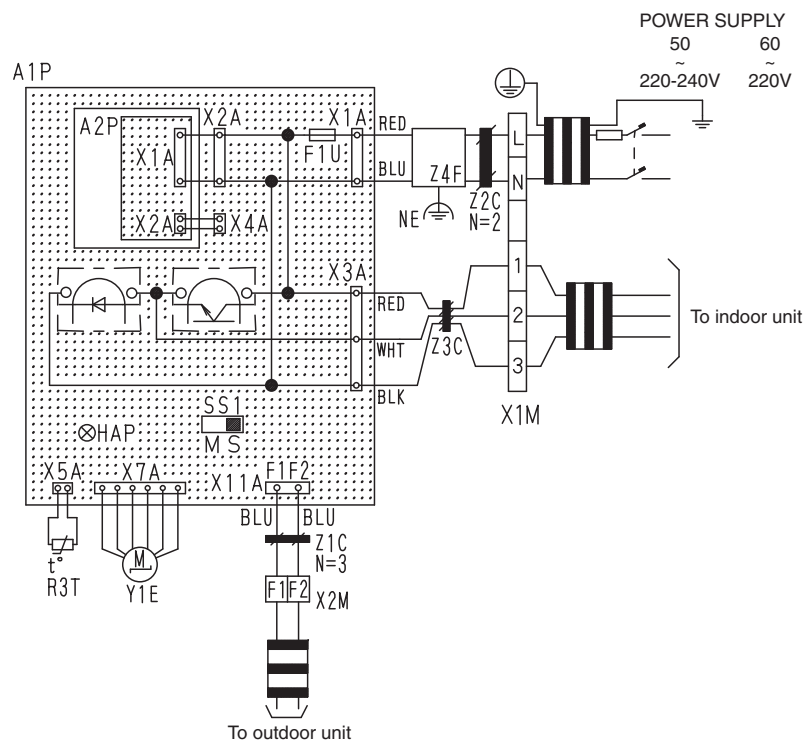 POWER SUPPLY
50 60
~ ~
220-240V 220V
A1P
A2P
X2A
X1A
RED
X1A
F1U
BLU
Z4F
L
N
NE
Z2C
N=2
X2A
X4A
X3A
RED
WHT
BLK
Z3C
1
2
3
X1M
To indoor unit
SS1
M S
HAP
X5A
X7A
X11A
F1F2
BLU
BLU
t°
R3T
M
Y1E
Z1C
N=3
F1 F2
X2M
To outdoor unit